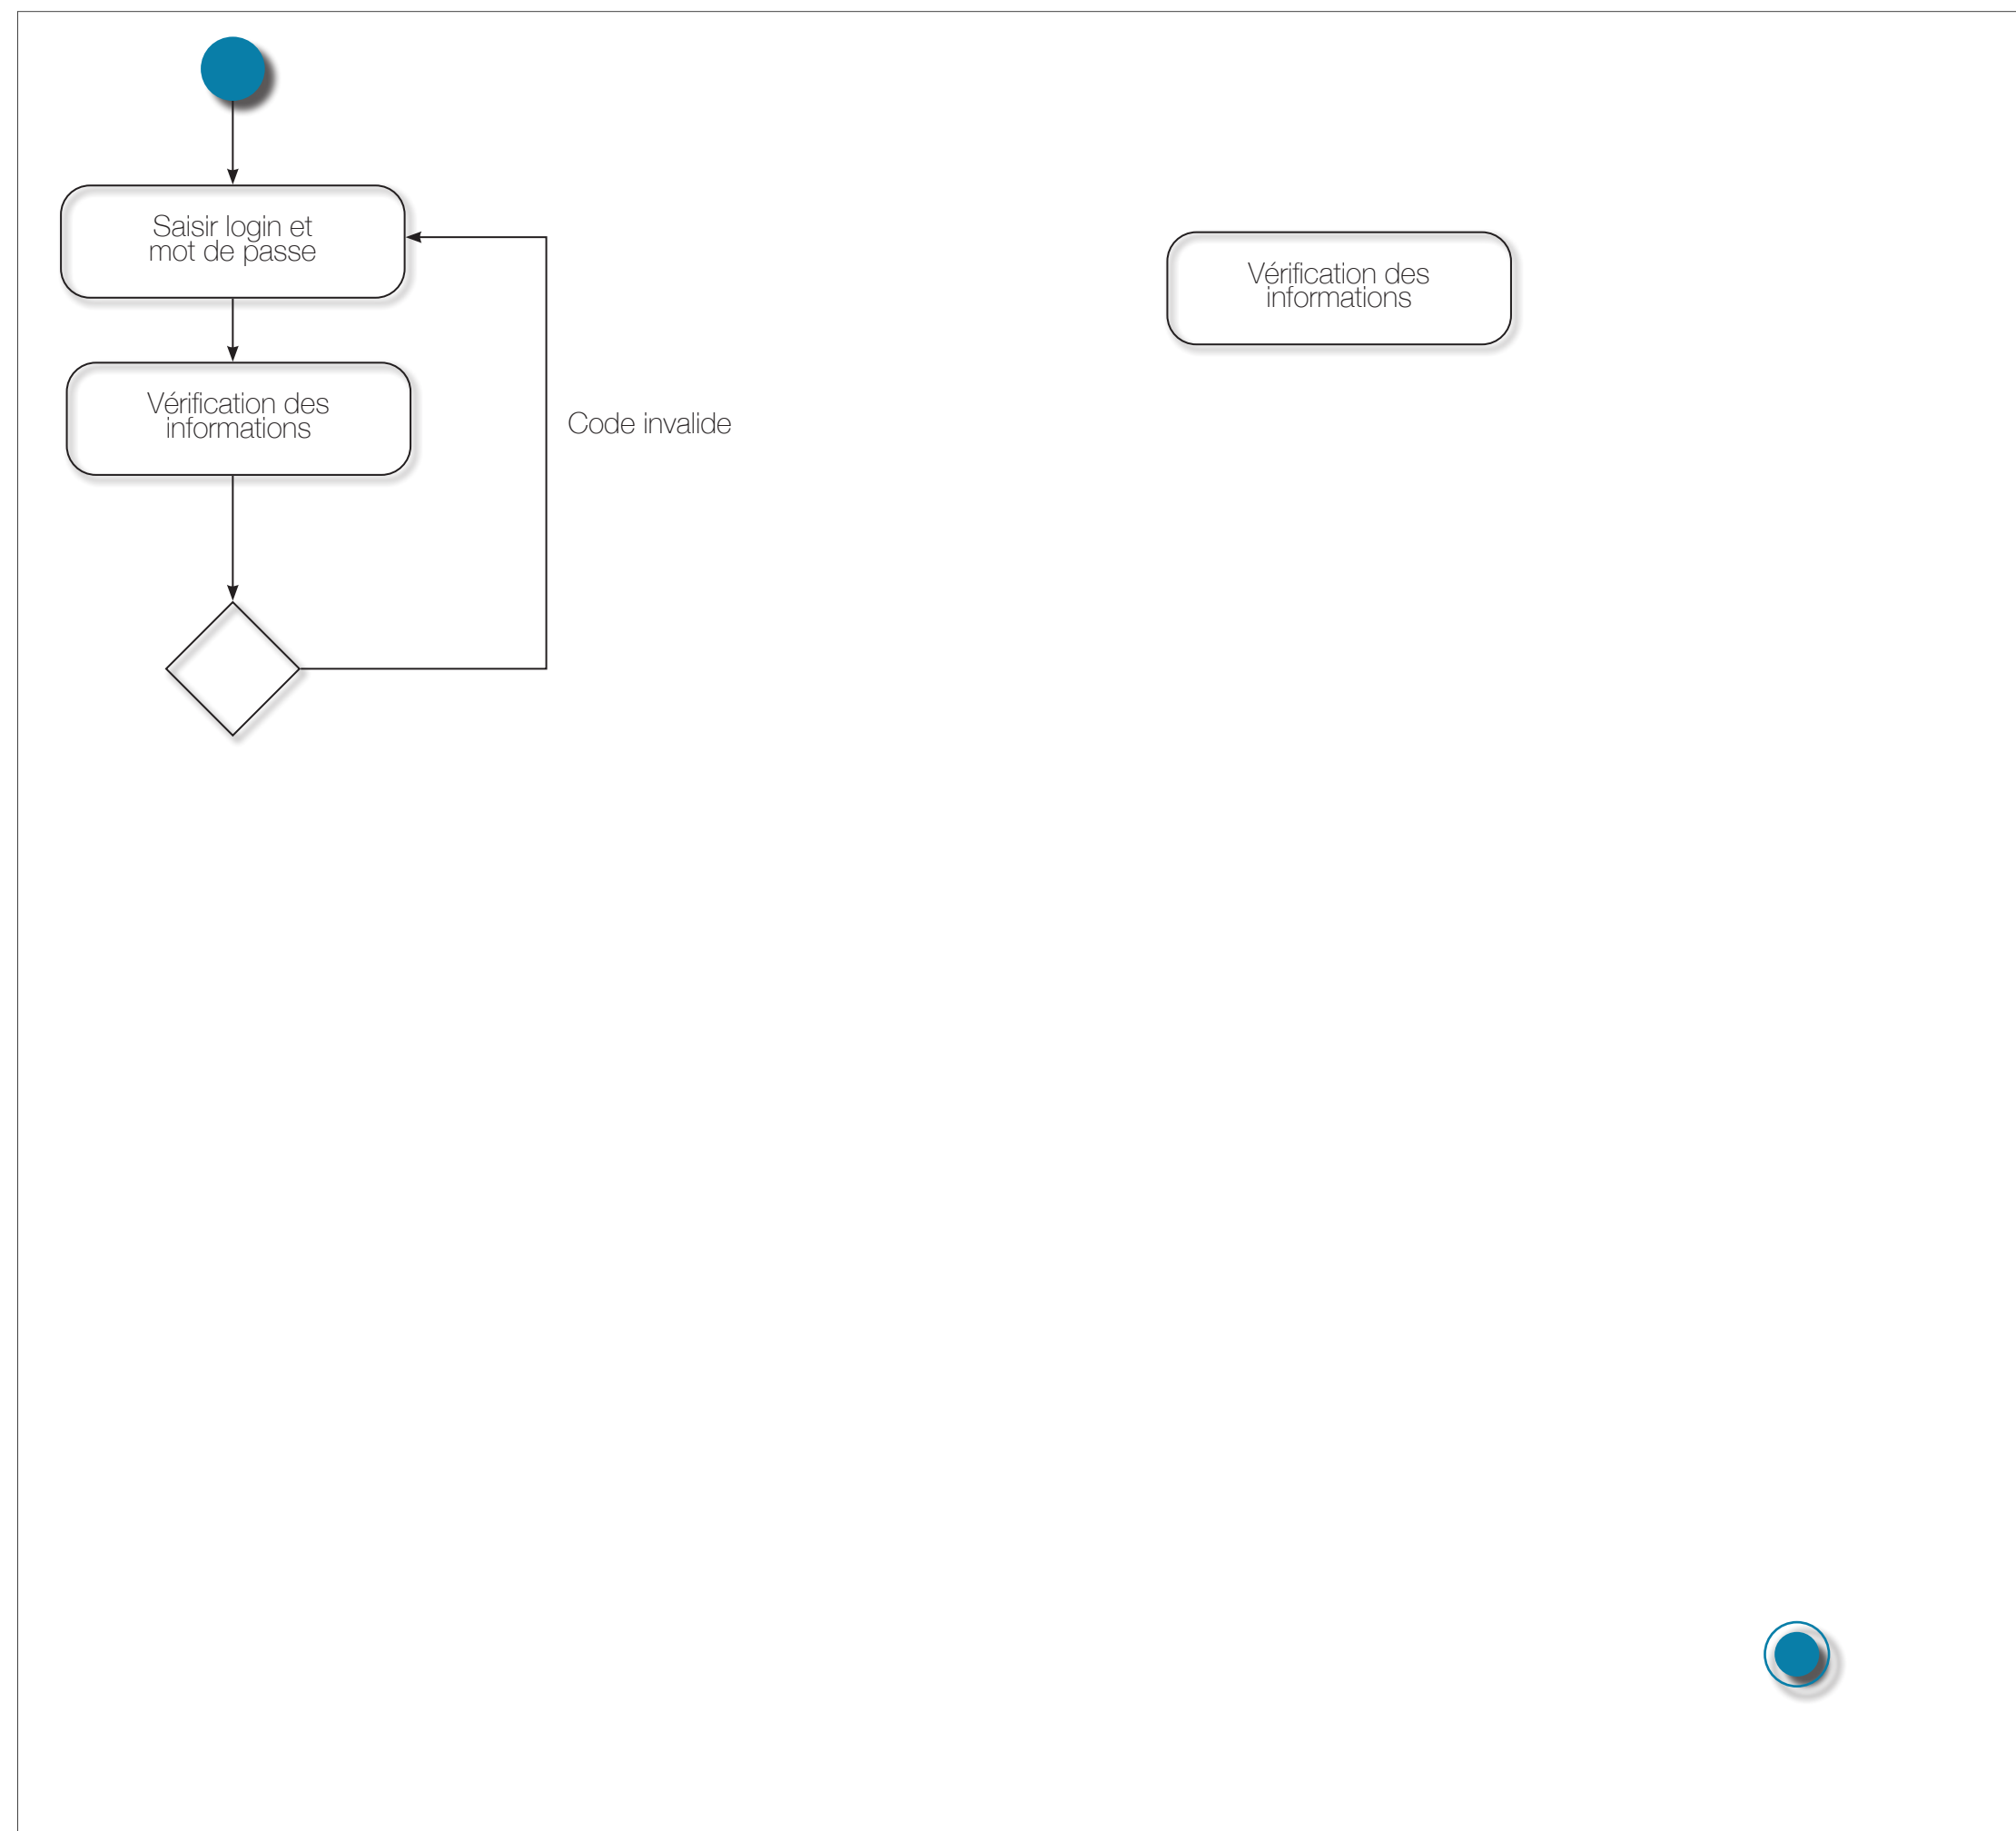 Saisir login et
mot de passe
Vérification des
informations
Code invalide
Vérification des
informations